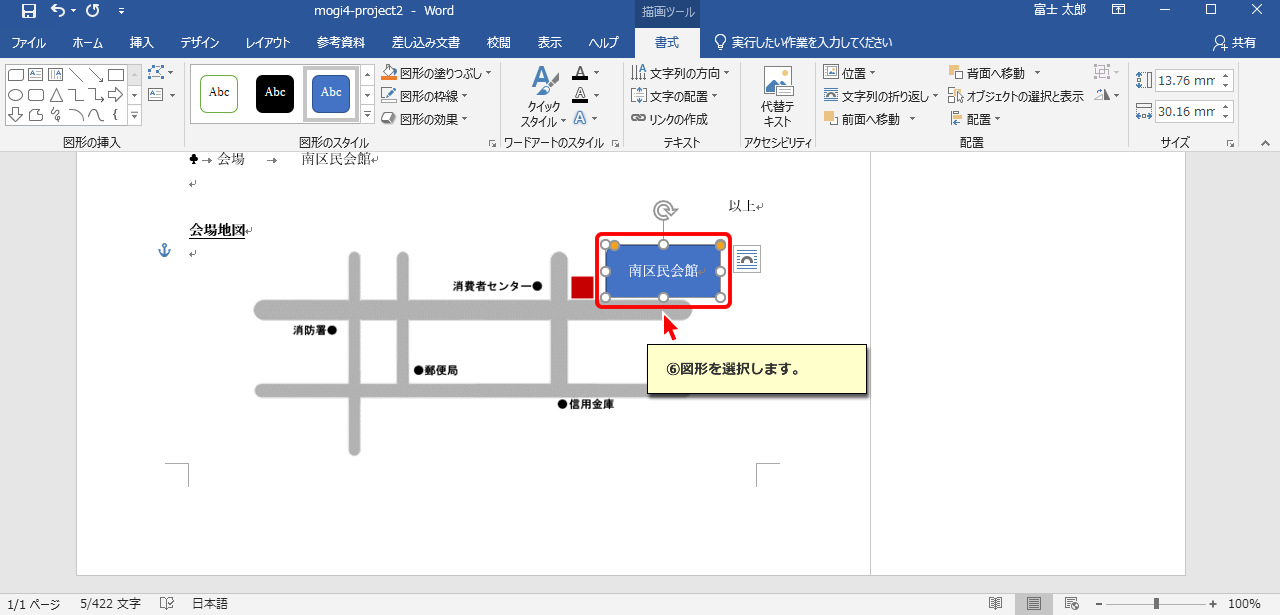 mogi4-project2 - Word
描画ツール
富士 太郎
ファイル ホーム 挿入 デザイン レイアウト 参考資料 差し込み文書 校閲 表示 ヘルプ 書式 実行したい作業を入力してください 共有
Abc Abc Abc
図形の塗りつぶし
図形の枠線
図形の効果
クイック
スタイル
文字列の方向
文字の配置
リンクの作成
代替テ
キスト
位置
文字列の折り返し
前面へ移動
背面へ移動
オブジェクトの選択と表示
配置
13.76 mm
30.16 mm
図形の挿入 図形のスタイル ワードアートのスタイル テキスト アクセシビリティ 配置 サイズ
♣→会場 → 南区民会館
以上
会場地図
南区民会館
消費者センター●
消防署●
●郵便局
⑥図形を選択します。
●信用金庫
1/1 ページ 5/422 文字 日本語 100%